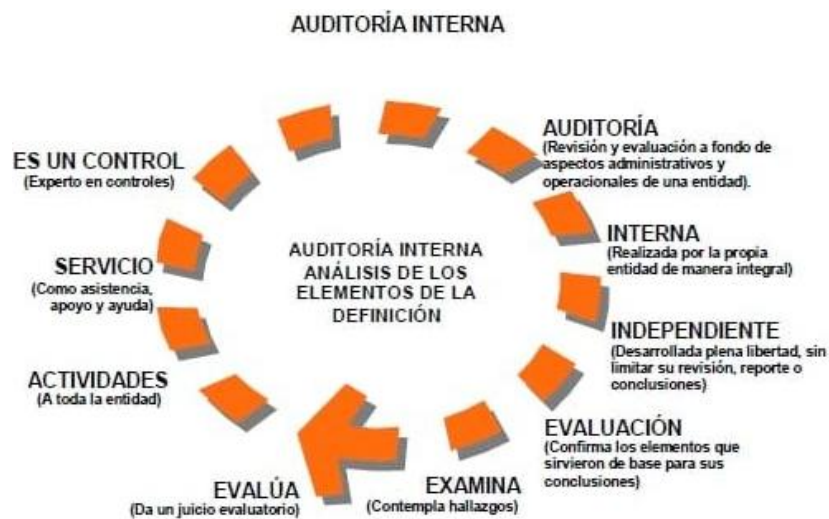 AUDITORÍA INTERNA
AUDITORÍA
(Revisión y evaluación a fondo de
aspectos administrativos y
operacionales de una entidad).
INTERNA
(Realizada por la propia
entidad de manera integral)
INDEPENDIENTE
(Desarrollada plena libertad, sin
limitar su revisión, reporte o
conclusiones)
EVALUACIÓN
(Confirma los elementos que
sirvieron de base para sus
conclusiones)
EXAMINA
(Contempla hallazgos)
EVALÚA
(Da un juicio evaluatorio)
ACTIVIDADES
(A toda la entidad)
SERVICIO
(Como asistencia,
apoyo y ayuda)
ES UN CONTROL
(Experto en controles)
AUDITORÍA INTERNA
ANÁLISIS DE LOS
ELEMENTOS DE LA
DEFINICIÓN